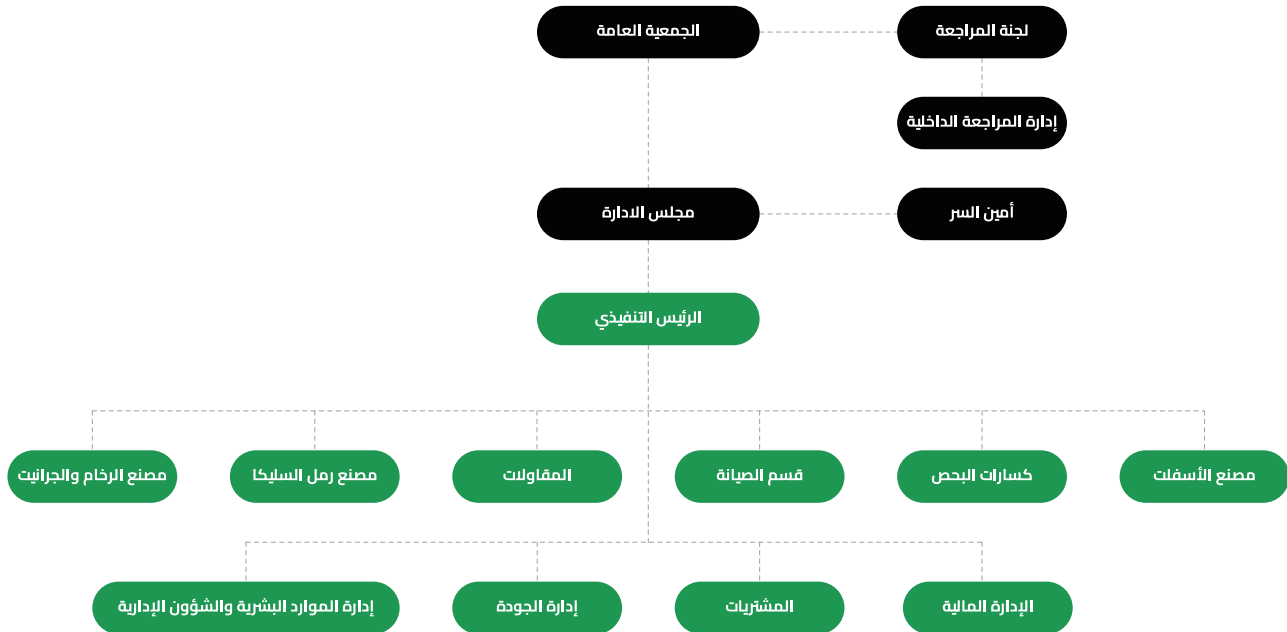 الجمعية العامة
لجنة المراجعة
إدارة المراجعة الداخلية
مجلس الادارة
أمين السر
الرئيس التنفيذي
مصنع الأسفلت
كسارات البحص
قسم الصيانة
المقاولات
مصنع رمل السليكا
مصنع الرخام والجرانيت
الإدارة المالية
المشتريات
إدارة الجودة
إدارة الموارد البشرية والشؤون الإدارية